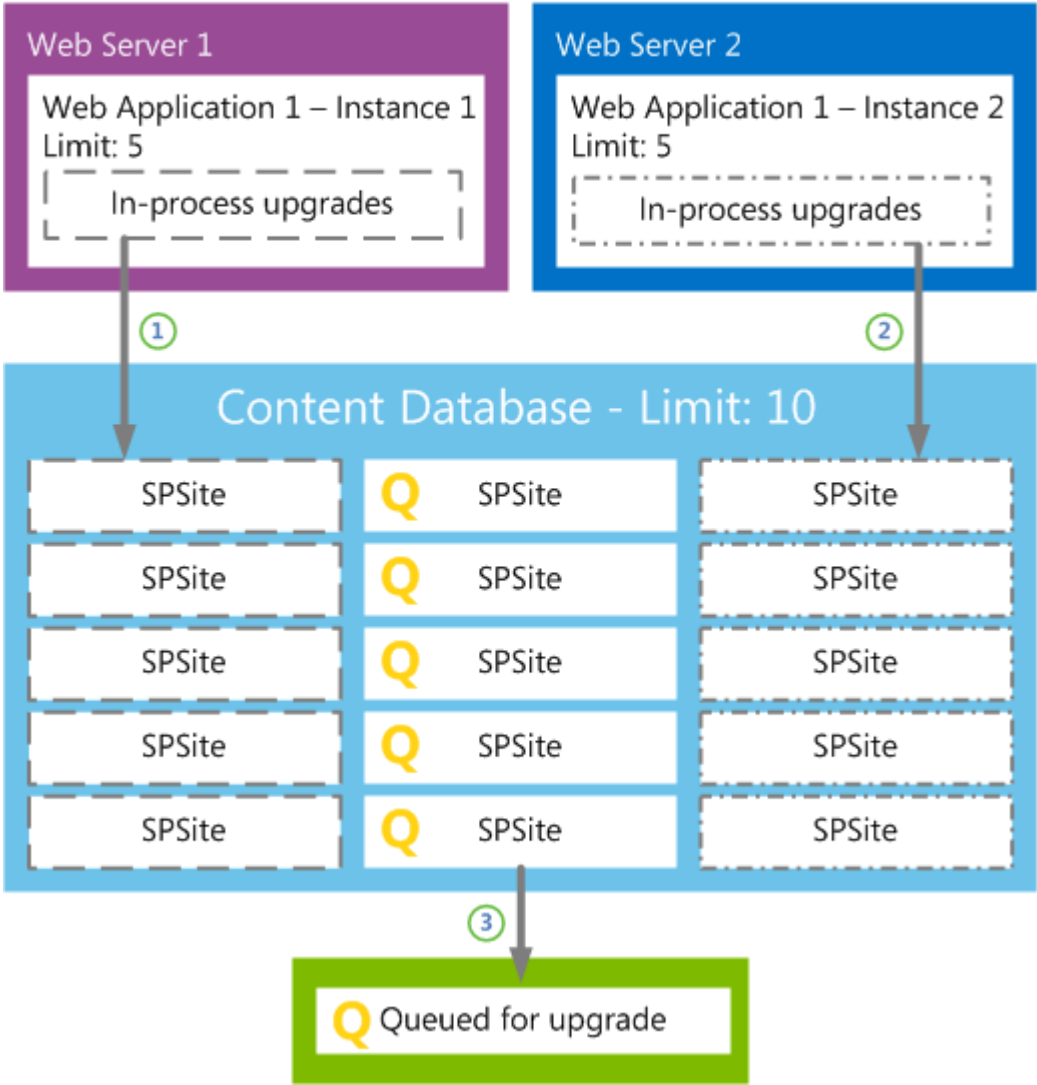 Web Server 1
Web Application 1 – Instance 1
Limit: 5
In-process upgrades
Web Server 2
Web Application 1 – Instance 2
Limit: 5
In-process upgrades
1
2
Content Database - Limit: 10
SPSite
Q SPSite
SPSite
SPSite
Q SPSite
SPSite
SPSite
Q SPSite
SPSite
SPSite
Q SPSite
SPSite
SPSite
Q SPSite
SPSite
3
Q Queued for upgrade